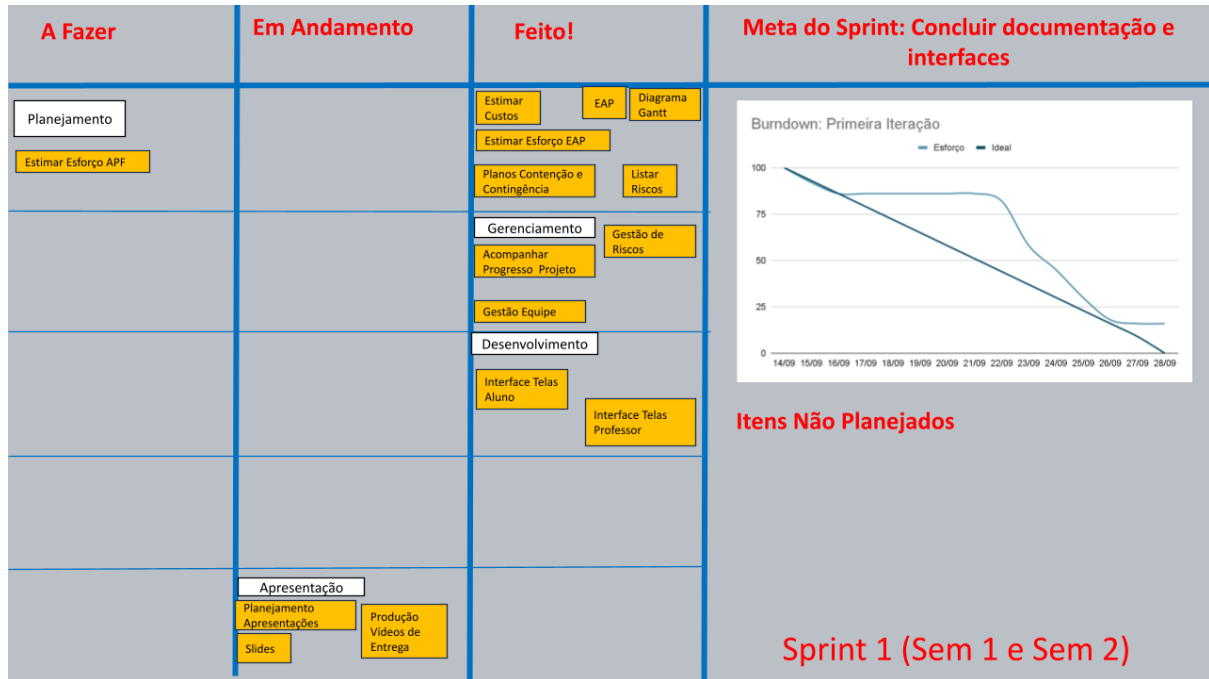 A Fazer
Em Andamento
Feito!
Meta do Sprint: Concluir documentação e
interfaces
Planejamento
Estimar Esforço APF
Estimar
Custos
EAP
Diagrama
Gantt
Estimar Esforço EAP
Planos Contenção e
Contingência
Listar
Riscos
Gerenciamento
Gestão de
Riscos
Acompanhar
Progresso Projeto
Gestão Equipe
Desenvolvimento
Interface Telas
Aluno
Interface Telas
Professor
Apresentação
Planejamento
Apresentações
Produção
Vídeos de
Entrega
Slides
Burndown: Primeira Iteração
Esforço Ideal
100
75
50
25
0
14/09 15/09 16/09 17/09 18/09 19/09 20/09 21/09 22/09 23/09 24/09 25/09 26/09 27/09 28/09
Itens Não Planejados
Sprint 1 (Sem 1 e Sem 2)